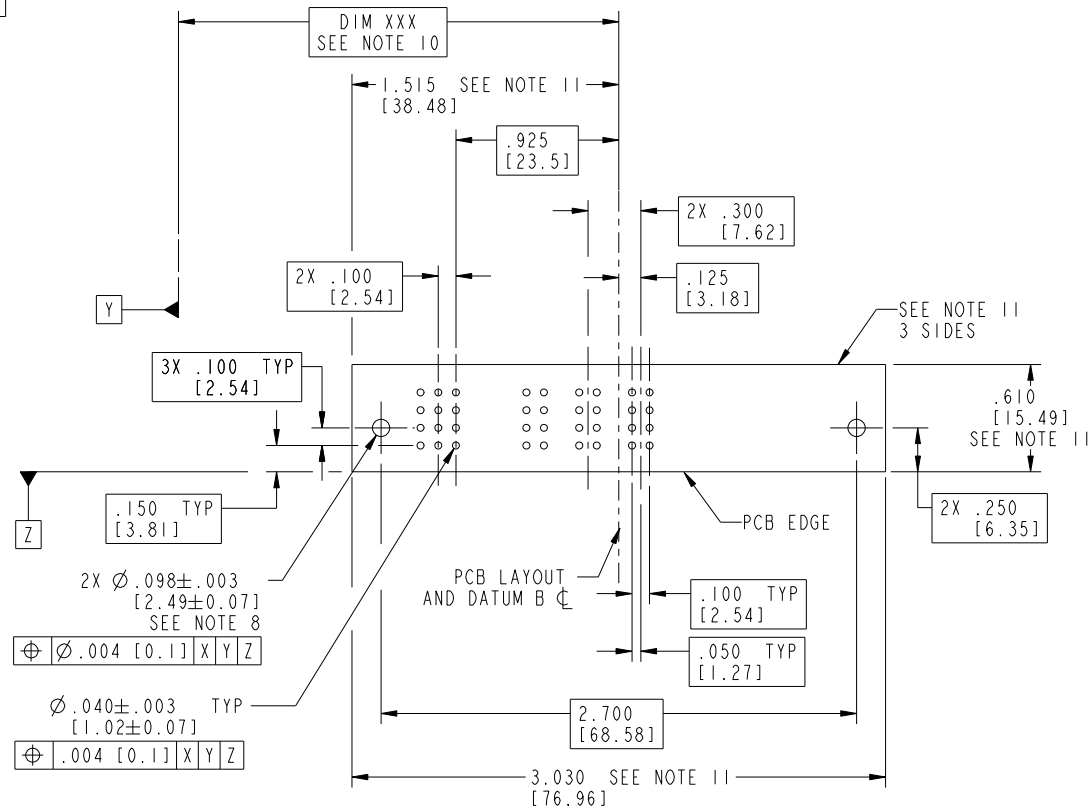 DIM XXX
SEE NOTE 10
1.515 SEE NOTE 11
[38.48]
.925
[23.5]
2X .300
[7.62]
2X .100
[2.54]
.125
[3.18]
Y
SEE NOTE 11
3 SIDES
3X .100 TYP
[2.54]
.610
[15.49]
SEE NOTE 11
.150 TYP
[3.81]
Z
2X .250
[6.35]
PCB EDGE
2X Ø.098±.003
[2.49±0.07]
SEE NOTE 8
⌖ Ø.004 [0.1] X Y Z
PCB LAYOUT
AND DATUM B ℄
.100 TYP
[2.54]
.050 TYP
[1.27]
Ø.040±.003 TYP
[1.02±0.07]
⌖ .004 [0.1] X Y Z
2.700
[68.58]
3.030 SEE NOTE 11
[76.96]